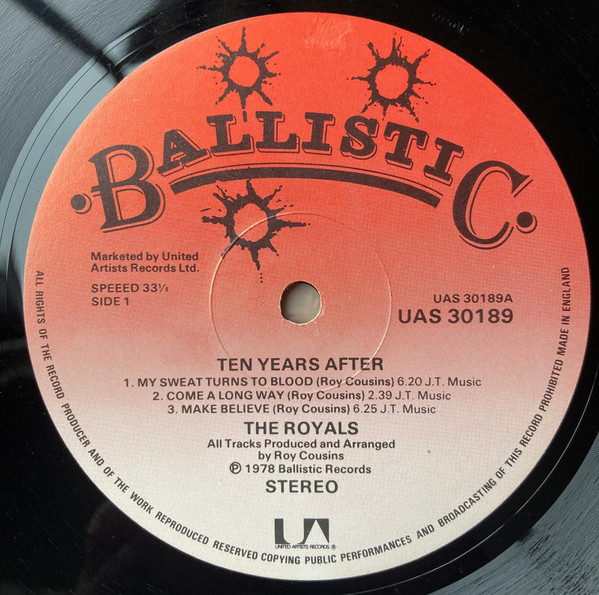 BALLISTIC
Marketed by United
Artists Records Ltd.
SPEEED 33⅓
SIDE 1
UAS 30189A
UAS 30189
TEN YEARS AFTER
1. MY SWEAT TURNS TO BLOOD (Roy Cousins) 6.20 J.T. Music
2. COME A LONG WAY (Roy Cousins) 2.39 J.T. Music
3. MAKE BELIEVE (Roy Cousins) 6.25 J.T. Music
THE ROYALS
All Tracks Produced and Arranged
by Roy Cousins
℗ 1978 Ballistic Records
STEREO
UA
UNITED ARTISTS RECORDS ®
ALL RIGHTS OF THE RECORD PRODUCER AND OF THE WORK REPRODUCED RESERVED COPYING PUBLIC PERFORMANCES AND BROADCASTING OF THIS RECORD PROHIBITED MADE IN ENGLAND